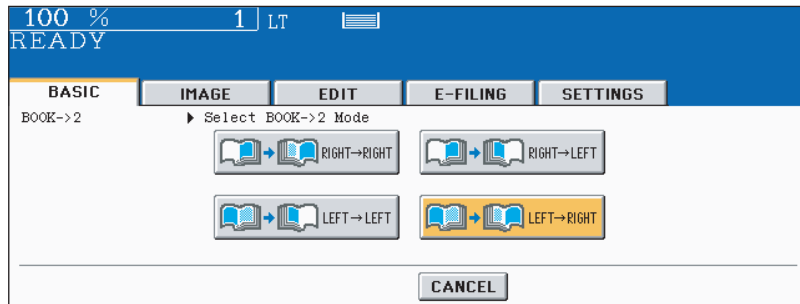 100 % 1 LT
READY
BASIC IMAGE EDIT E-FILING SETTINGS
BOOK->2 Select BOOK->2 Mode
RIGHT→RIGHT RIGHT→LEFT
LEFT→LEFT LEFT→RIGHT
CANCEL